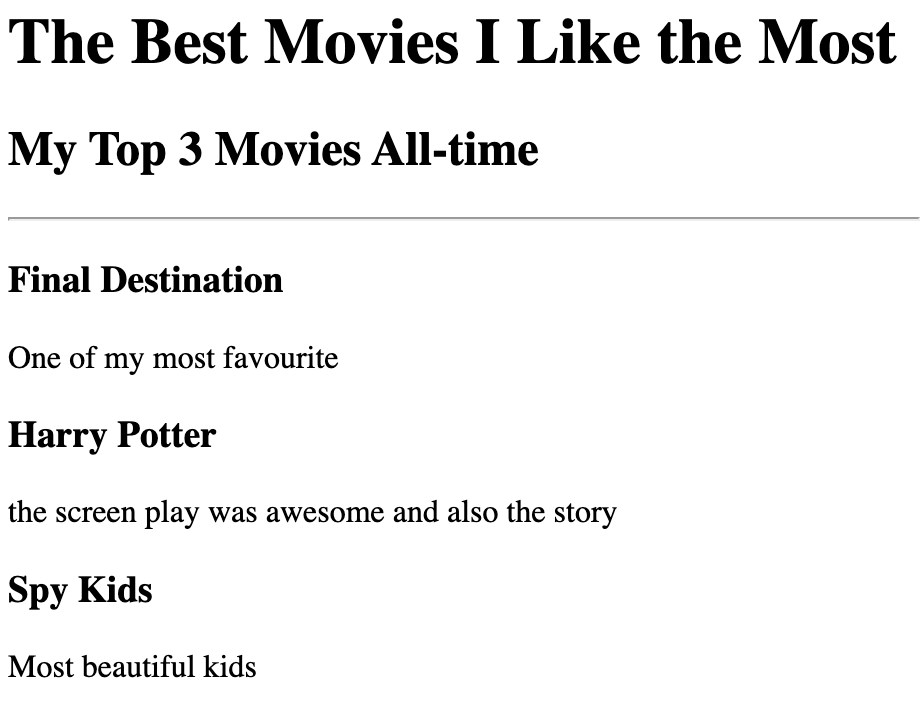 The Best Movies I Like the Most
My Top 3 Movies All-time
Final Destination
One of my most favourite
Harry Potter
the screen play was awesome and also the story
Spy Kids
Most beautiful kids